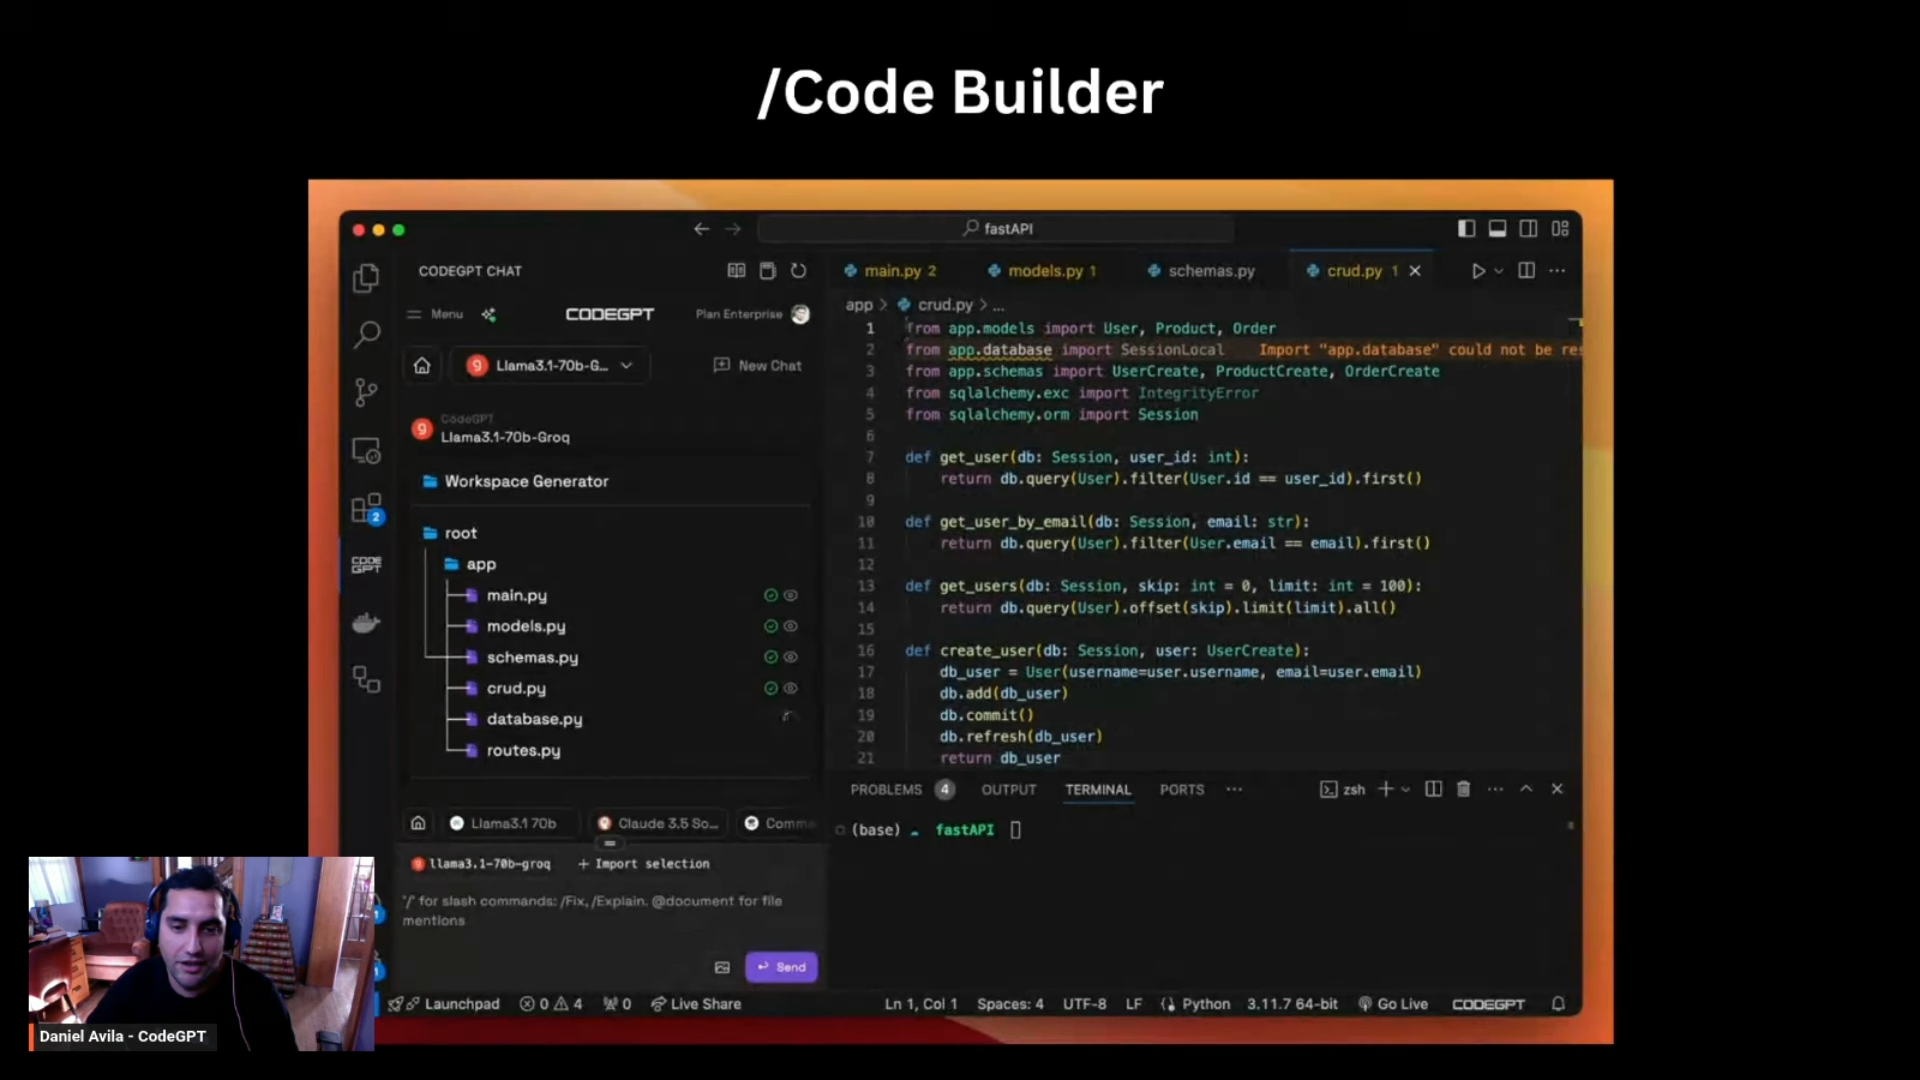 /Code Builder
fastAPI
CODEGPT CHAT
Menu
CODEGPT
Plan Enterprise
Llama3.1-70b-G...
New Chat
CodeGPT
Llama3.1-70b-Groq
Workspace Generator
root
app
main.py
models.py
schemas.py
crud.py
database.py
routes.py
Llama3.1 70b
Claude 3.5 So...
Comma
llama3.1-70b-groq
+ Import selection
'/' for slash commands: /Fix, /Explain. @document for file
mentions
Send
2
CODE
GPT
main.py 2
models.py 1
schemas.py
crud.py 1
app > crud.py > ...
1 from app.models import User, Product, Order
2 from app.database import SessionLocal Import "app.database" could not be res
3 from app.schemas import UserCreate, ProductCreate, OrderCreate
4 from sqlalchemy.exc import IntegrityError
5 from sqlalchemy.orm import Session
6
7 def get_user(db: Session, user_id: int):
8 return db.query(User).filter(User.id == user_id).first()
9
10 def get_user_by_email(db: Session, email: str):
11 return db.query(User).filter(User.email == email).first()
12
13 def get_users(db: Session, skip: int = 0, limit: int = 100):
14 return db.query(User).offset(skip).limit(limit).all()
15
16 def create_user(db: Session, user: UserCreate):
17 db_user = User(username=user.username, email=user.email)
18 db.add(db_user)
19 db.commit()
20 db.refresh(db_user)
21 return db_user
PROBLEMS 4
OUTPUT
TERMINAL
PORTS
zsh
(base) fastAPI
Launchpad
0 4
0
Live Share
Ln 1, Col 1
Spaces: 4
UTF-8
LF
Python
3.11.7 64-bit
Go Live
CODEGPT
Daniel Avila - CodeGPT